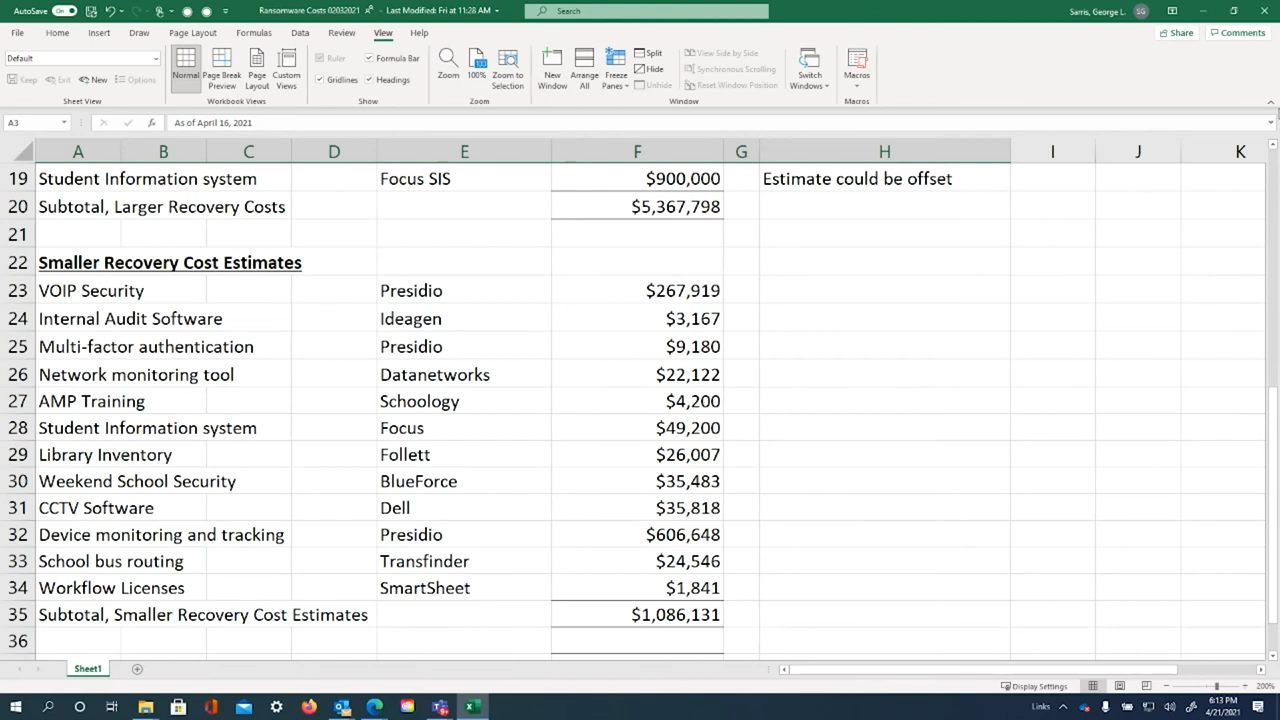 AutoSave On Ransomware Costs 02032021 - Last Modified: Fri at 11:28 AM Search Sarris, George L. SG
File Home Insert Draw Page Layout Formulas Data Review View Help Share Comments
Default
Keep Exit New Options
Sheet View
Normal Page Break Preview Page Layout Custom Views
Workbook Views
Ruler Formula Bar
Gridlines Headings
Show
Zoom 100% Zoom to Selection
Zoom
New Window Arrange All Freeze Panes
Split
Hide
Unhide
View Side by Side
Synchronous Scrolling
Reset Window Position
Window
Switch Windows
Macros
Macros
A3 fx As of April 16, 2021
A B C D E F G H I J K
19 Student Information system Focus SIS $900,000 Estimate could be offset
20 Subtotal, Larger Recovery Costs $5,367,798
21
22 Smaller Recovery Cost Estimates
23 VOIP Security Presidio $267,919
24 Internal Audit Software Ideagen $3,167
25 Multi-factor authentication Presidio $9,180
26 Network monitoring tool Datanetworks $22,122
27 AMP Training Schoology $4,200
28 Student Information system Focus $49,200
29 Library Inventory Follett $26,007
30 Weekend School Security BlueForce $35,483
31 CCTV Software Dell $35,818
32 Device monitoring and tracking Presidio $606,648
33 School bus routing Transfinder $24,546
34 Workflow Licenses SmartSheet $1,841
35 Subtotal, Smaller Recovery Cost Estimates $1,086,131
36
Sheet1
Display Settings 200%
Links 6:13 PM
4/21/2021